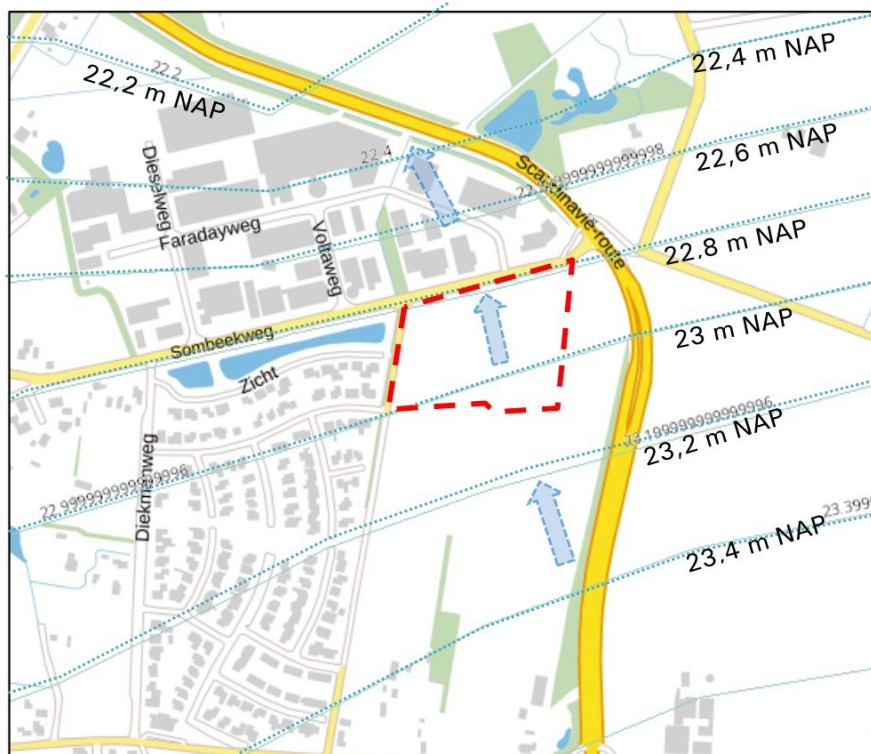 22,4 m NAP
22.2
22,2 m NAP
22,6 m NAP
22.4
Scandinavië-route
Dieselweg
Faradayweg
Voltaweg
22.8 m NAP
23 m NAP
Sombeekweg
Zicht
23.199999999999996
23,2 m NAP
22.999999999999996
Diekmanweg
23.399
23,4 m NAP